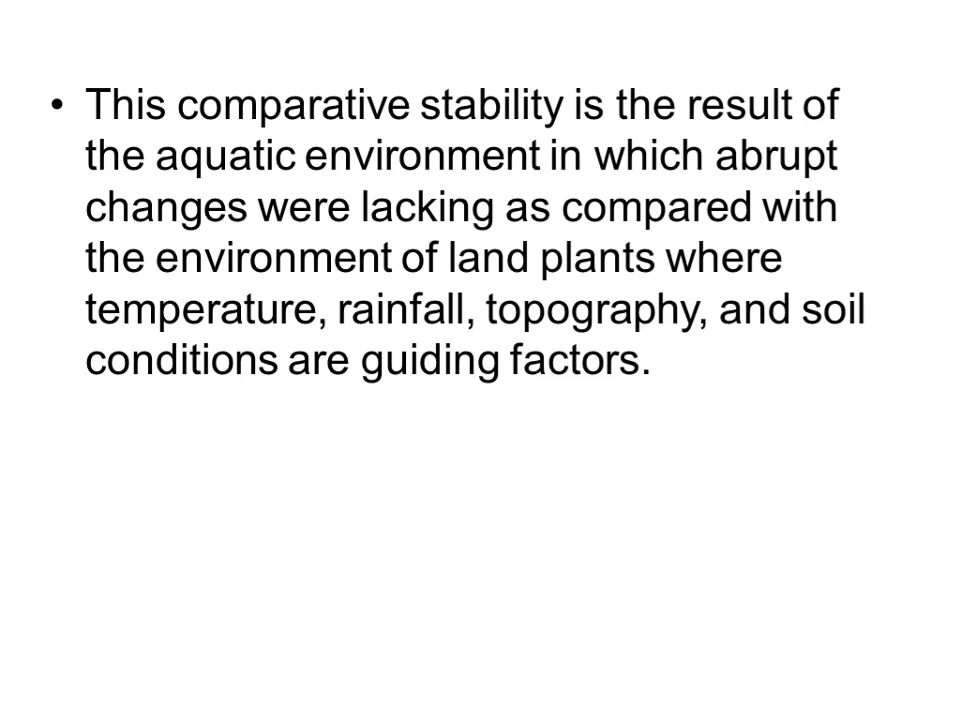 • This comparative stability is the result of
the aquatic environment in which abrupt
changes were lacking as compared with
the environment of land plants where
temperature, rainfall, topography, and soil
conditions are guiding factors.